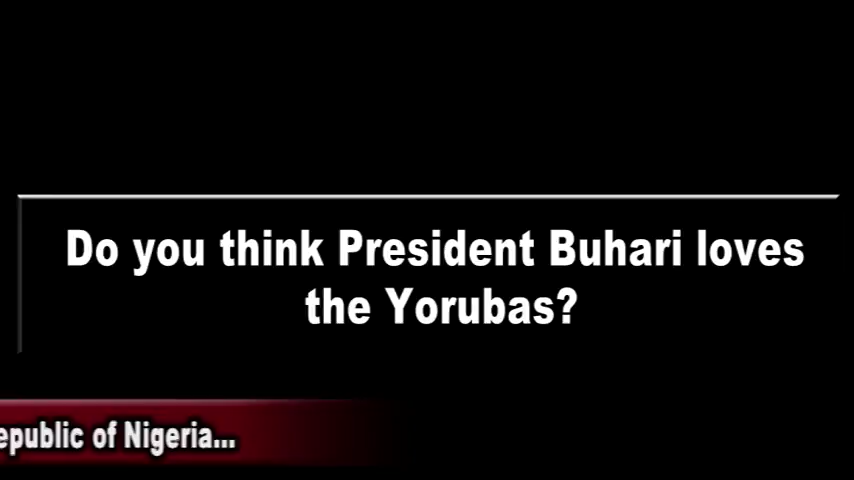 Do you think President Buhari loves
the Yorubas?
epublic of Nigeria...